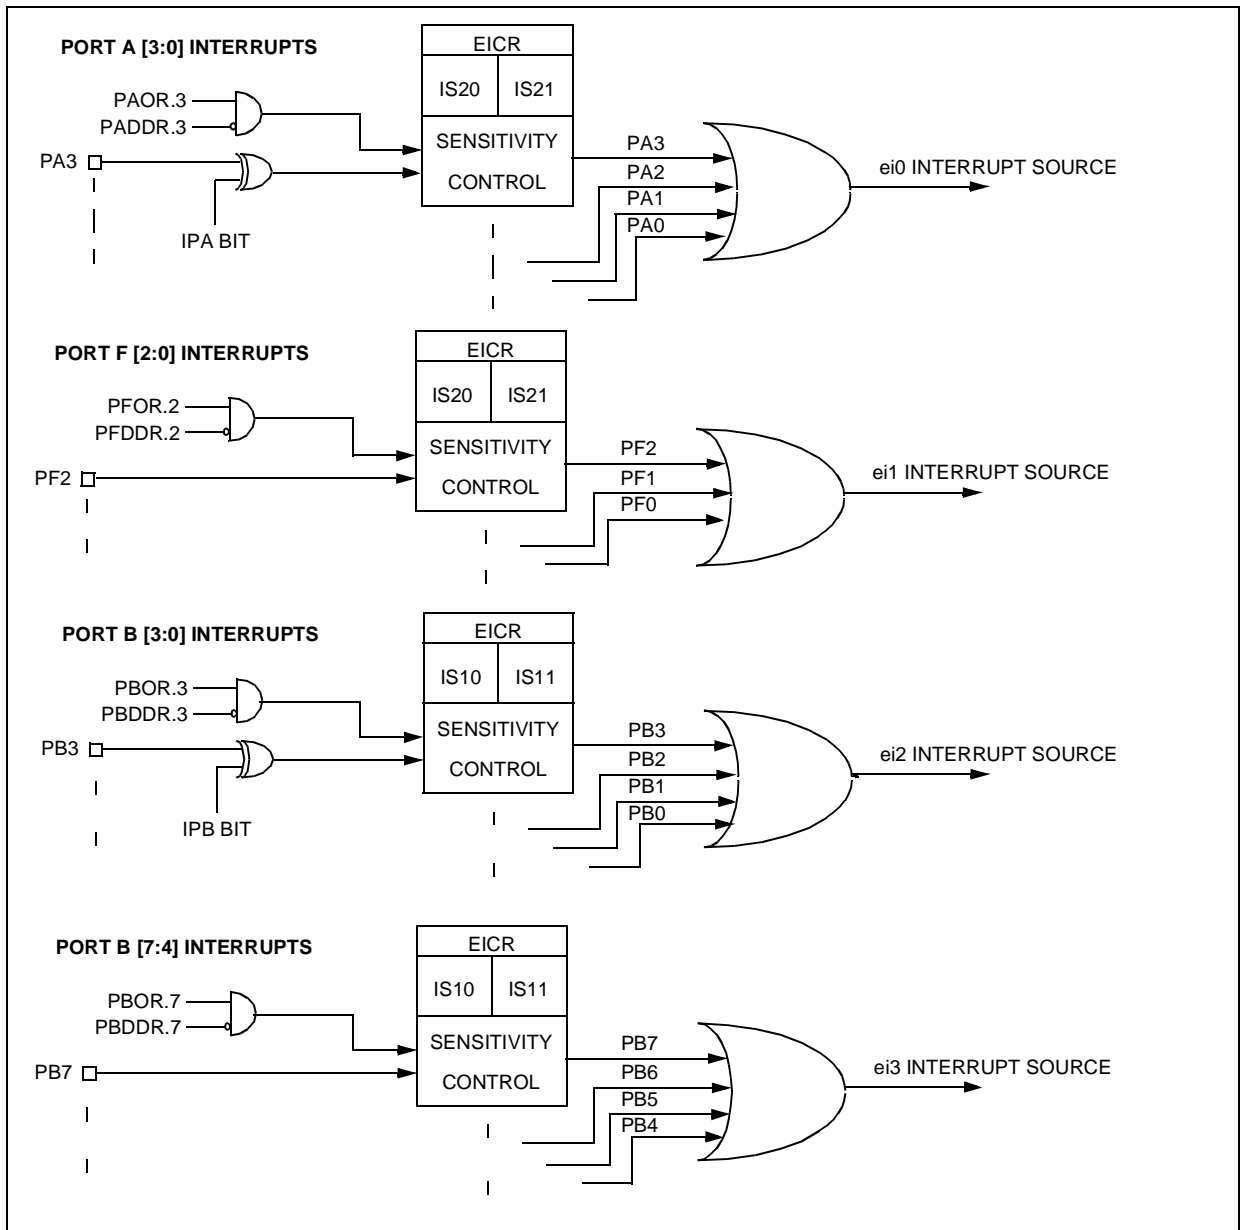 PORT A [3:0] INTERRUPTS
EICR
IS20 IS21
PAOR.3
PADDR.3
SENSITIVITY
CONTROL
PA3
IPA BIT
PA3
PA2
PA1
PA0
ei0 INTERRUPT SOURCE
PORT F [2:0] INTERRUPTS
EICR
IS20 IS21
PFOR.2
PFDDR.2
SENSITIVITY
CONTROL
PF2
PF2
PF1
PF0
ei1 INTERRUPT SOURCE
PORT B [3:0] INTERRUPTS
EICR
IS10 IS11
PBOR.3
PBDDR.3
SENSITIVITY
CONTROL
PB3
IPB BIT
PB3
PB2
PB1
PB0
ei2 INTERRUPT SOURCE
PORT B [7:4] INTERRUPTS
EICR
IS10 IS11
PBOR.7
PBDDR.7
SENSITIVITY
CONTROL
PB7
PB7
PB6
PB5
PB4
ei3 INTERRUPT SOURCE